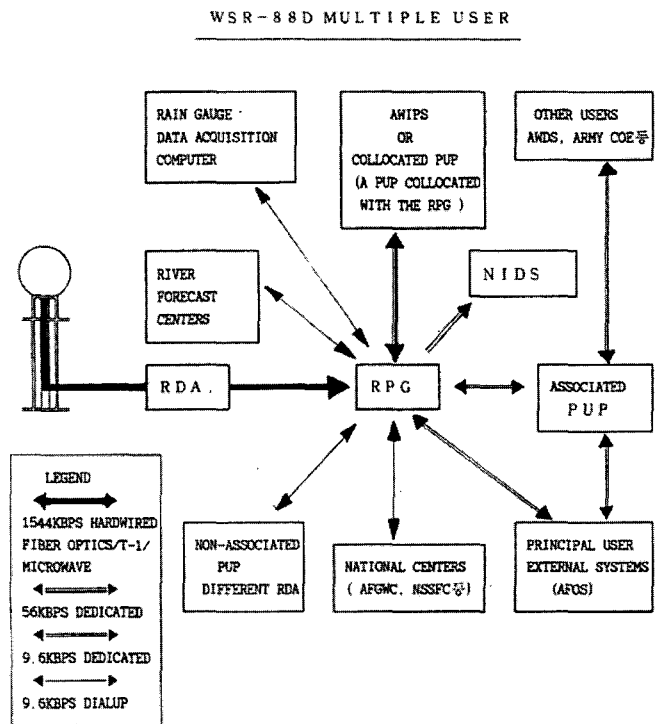 WSR-88D MULTIPLE USER
RAIN GAUGE
DATA ACQUISITION
COMPUTER
AWIPS
OR
COLLOCATED PUP
(A PUP COLLOCATED
WITH THE RPG )
OTHER USERS
AWDS, ARMY COE등
RIVER
FORECAST
CENTERS
NIDS
RDA.
RPG
ASSOCIATED
PUP
LEGEND
1544KBPS HARDWIRED
FIBER OPTICS/T-1/
MICROWAVE
56KBPS DEDICATED
9.6KBPS DEDICATED
9.6KBPS DIALUP
NON-ASSOCIATED
PUP
DIFFERENT RDA
NATIONAL CENTERS
( AFGWC, NSSFC등)
PRINCIPAL USER
EXTERNAL SYSTEMS
(AFOS)